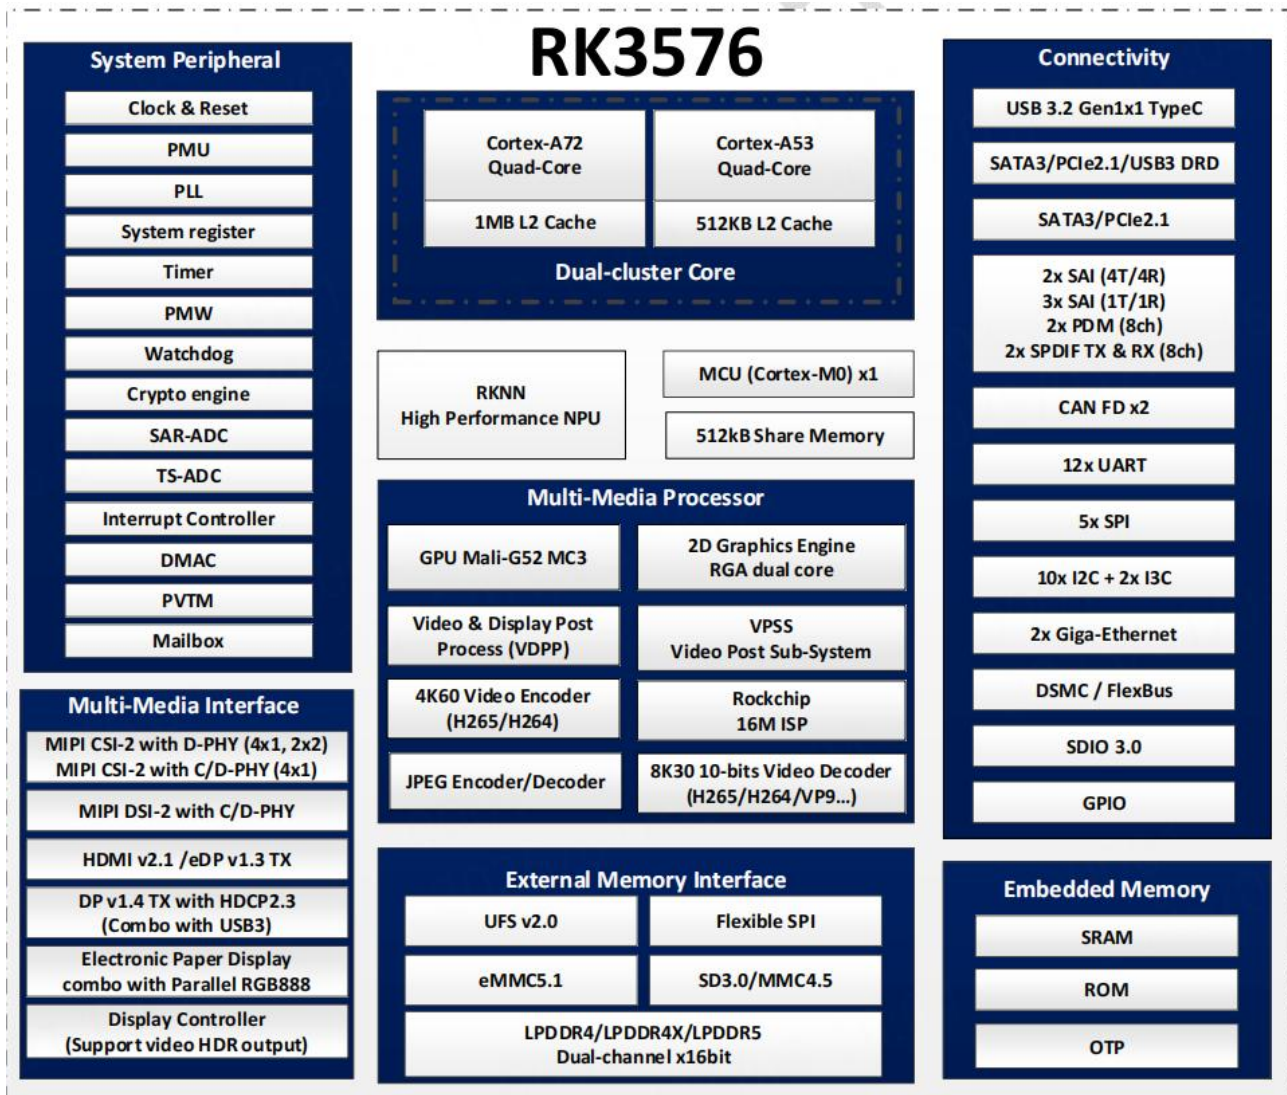 RK3576
System Peripheral
Clock & Reset
PMU
PLL
System register
Timer
PMW
Watchdog
Crypto engine
SAR-ADC
TS-ADC
Interrupt Controller
DMAC
PVTM
Mailbox
Multi-Media Interface
MIPI CSI-2 with D-PHY (4x1, 2x2)
MIPI CSI-2 with C/D-PHY (4x1)
MIPI DSI-2 with C/D-PHY
HDMI v2.1 /eDP v1.3 TX
DP v1.4 TX with HDCP2.3
(Combo with USB3)
Electronic Paper Display
combo with Parallel RGB888
Display Controller
(Support video HDR output)
Cortex-A72
Quad-Core
1MB L2 Cache
Cortex-A53
Quad-Core
512KB L2 Cache
Dual-cluster Core
RKNN
High Performance NPU
MCU (Cortex-M0) x1
512kB Share Memory
Multi-Media Processor
GPU Mali-G52 MC3
2D Graphics Engine
RGA dual core
Video & Display Post
Process (VDPP)
VPSS
Video Post Sub-System
4K60 Video Encoder
(H265/H264)
Rockchip
16M ISP
JPEG Encoder/Decoder
8K30 10-bits Video Decoder
(H265/H264/VP9...)
External Memory Interface
UFS v2.0
Flexible SPI
eMMC5.1
SD3.0/MMC4.5
LPDDR4/LPDDR4X/LPDDR5
Dual-channel x16bit
Connectivity
USB 3.2 Gen1x1 TypeC
SATA3/PCIe2.1/USB3 DRD
SATA3/PCIe2.1
2x SAI (4T/4R)
3x SAI (1T/1R)
2x PDM (8ch)
2x SPDIF TX & RX (8ch)
CAN FD x2
12x UART
5x SPI
10x I2C + 2x I3C
2x Giga-Ethernet
DSMC / FlexBus
SDIO 3.0
GPIO
Embedded Memory
SRAM
ROM
OTP